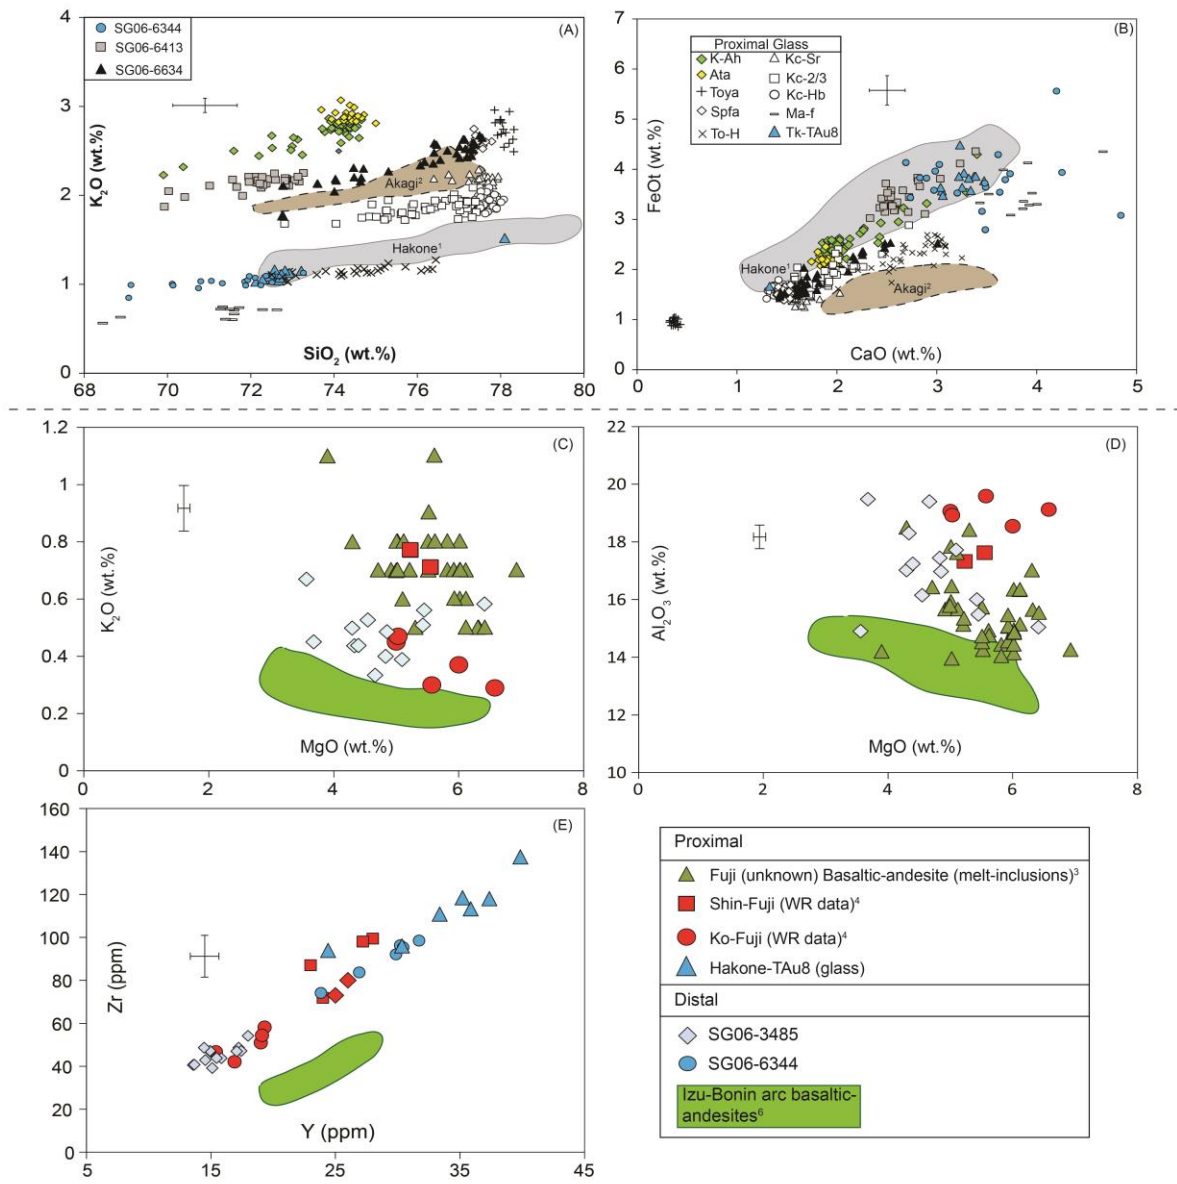 4
3
2
1
0
68
70
72
74
76
78
80
K₂O (wt.%)
SiO₂ (wt.%)
(A)
SG06-6344
SG06-6413
SG06-6634
Akagi²
Hakone¹
7
6
5
4
3
2
1
0
0
1
2
3
4
5
FeOt (wt.%)
CaO (wt.%)
(B)
Proximal Glass
K-Ah
Kc-Sr
Ata
Kc-2/3
Toya
Kc-Hb
Spfa
Ma-f
To-H
Tk-TAu8
Hakone¹
Akagi²
1.2
1
0.8
0.6
0.4
0.2
0
0
2
4
6
8
K₂O (wt.%)
MgO (wt.%)
(C)
22
20
18
16
14
12
10
0
2
4
6
8
Al₂O₃ (wt.%)
MgO (wt.%)
(D)
160
140
120
100
80
60
40
20
0
5
15
25
35
45
Zr (ppm)
Y (ppm)
(E)
Proximal
Fuji (unknown) Basaltic-andesite (melt-inclusions)³
Shin-Fuji (WR data)⁴
Ko-Fuji (WR data)⁴
Hakone-TAu8 (glass)
Distal
SG06-3485
SG06-6344
Izu-Bonin arc basaltic-
andesites⁶